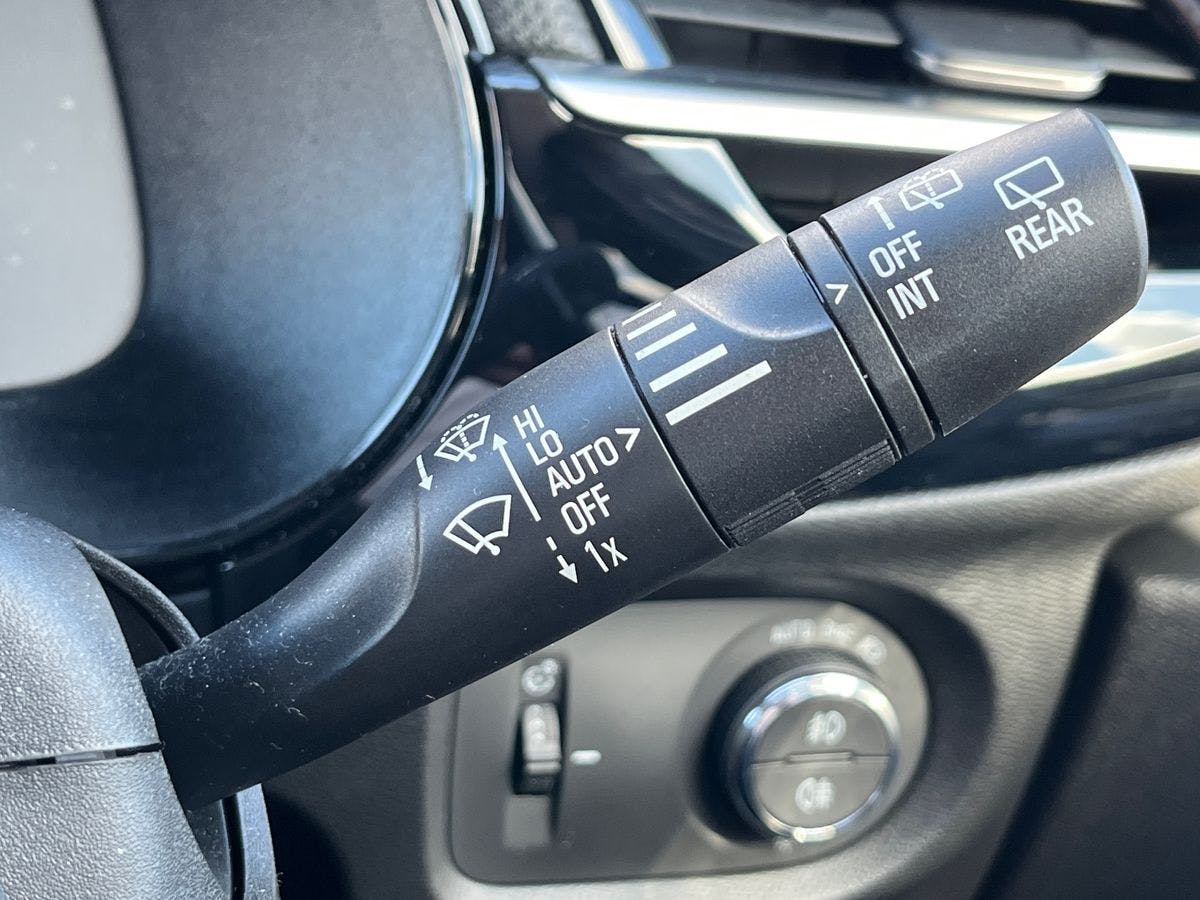 HI
LO
AUTO >
OFF
1x
>
OFF
INT
REAR